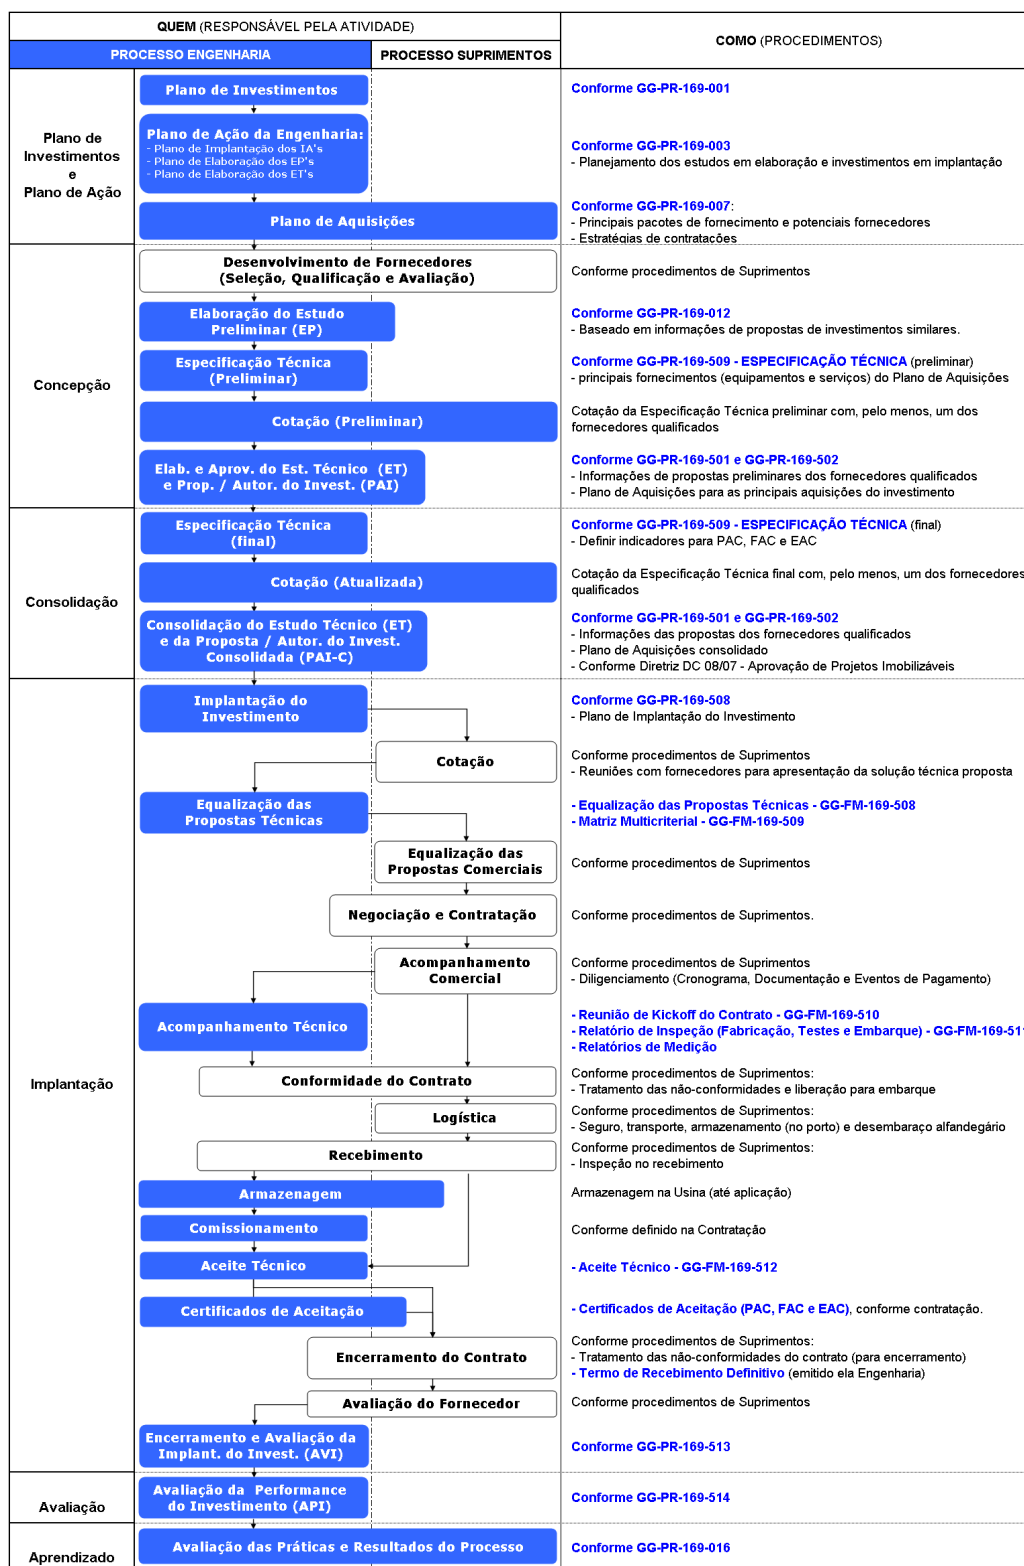 QUEM (RESPONSÁVEL PELA ATIVIDADE)
COMO (PROCEDIMENTOS)
PROCESSO ENGENHARIA
PROCESSO SUPRIMENTOS
Plano de
Investimentos
e
Plano de Ação
Plano de Investimentos
Conforme GG-PR-169-001
Plano de Ação da Engenharia:
- Plano de Implantação dos IA's
- Plano de Elaboração dos EP's
- Plano de Elaboração dos ET's
Conforme GG-PR-169-003
- Planejamento dos estudos em elaboração e investimentos em implantação
Plano de Aquisições
Conforme GG-PR-169-007:
- Principais pacotes de fornecimento e potenciais fornecedores
- Estratégias de contratações
Concepção
Desenvolvimento de Fornecedores
(Seleção, Qualificação e Avaliação)
Conforme procedimentos de Suprimentos
Elaboração do Estudo
Preliminar (EP)
Conforme GG-PR-169-012
- Baseado em informações de propostas de investimentos similares.
Especificação Técnica
(Preliminar)
Conforme GG-PR-169-509 - ESPECIFICAÇÃO TÉCNICA (preliminar)
- principais fornecimentos (equipamentos e serviços) do Plano de Aquisições
Cotação (Preliminar)
Cotação da Especificação Técnica preliminar com, pelo menos, um dos
fornecedores qualificados
Elab. e Aprov. do Est. Técnico (ET)
e Prop. / Autor. do Invest. (PAI)
Conforme GG-PR-169-501 e GG-PR-169-502
- Informações de propostas preliminares dos fornecedores qualificados
- Plano de Aquisições para as principais aquisições do investimento
Consolidação
Especificação Técnica
(final)
Conforme GG-PR-169-509 - ESPECIFICAÇÃO TÉCNICA (final)
- Definir indicadores para PAC, FAC e EAC
Cotação (Atualizada)
Cotação da Especificação Técnica final com, pelo menos, um dos fornecedores
qualificados
Consolidação do Estudo Técnico (ET)
e da Proposta / Autor. do Invest.
Consolidada (PAI-C)
Conforme GG-PR-169-501 e GG-PR-169-502
- Informações das propostas dos fornecedores qualificados
- Plano de Aquisições consolidado
- Conforme Diretriz DC 08/07 - Aprovação de Projetos Imobilizáveis
Implantação
Implantação do
Investimento
Conforme GG-PR-169-508
- Plano de Implantação do Investimento
Cotação
Conforme procedimentos de Suprimentos
- Reuniões com fornecedores para apresentação da solução técnica proposta
Equalização das
Propostas Técnicas
- Equalização das Propostas Técnicas - GG-FM-169-508
- Matriz Multicriterial - GG-FM-169-509
Equalização das
Propostas Comerciais
Conforme procedimentos de Suprimentos
Negociação e Contratação
Conforme procedimentos de Suprimentos.
Acompanhamento
Comercial
Conforme procedimentos de Suprimentos
- Diligenciamento (Cronograma, Documentação e Eventos de Pagamento)
Acompanhamento Técnico
- Reunião de Kickoff do Contrato - GG-FM-169-510
- Relatório de Inspeção (Fabricação, Testes e Embarque) - GG-FM-169-511
- Relatórios de Medição
Conformidade do Contrato
Conforme procedimentos de Suprimentos:
- Tratamento das não-conformidades e liberação para embarque
Logística
Conforme procedimentos de Suprimentos:
- Seguro, transporte, armazenamento (no porto) e desembaraço alfandegário
Recebimento
Conforme procedimentos de Suprimentos:
- Inspeção no recebimento
Armazenagem
Armazenagem na Usina (até aplicação)
Comissionamento
Conforme definido na Contratação
Aceite Técnico
- Aceite Técnico - GG-FM-169-512
Certificados de Aceitação
- Certificados de Aceitação (PAC, FAC e EAC), conforme contratação.
Encerramento do Contrato
Conforme procedimentos de Suprimentos:
- Tratamento das não-conformidades do contrato (para encerramento)
- Termo de Recebimento Definitivo (emitido ela Engenharia)
Avaliação do Fornecedor
Conforme procedimentos de Suprimentos
Encerramento e Avaliação da
Implant. do Invest. (AVI)
Conforme GG-PR-169-513
Avaliação
Avaliação da Performance
do Investimento (API)
Conforme GG-PR-169-514
Aprendizado
Avaliação das Práticas e Resultados do Processo
Conforme GG-PR-169-016